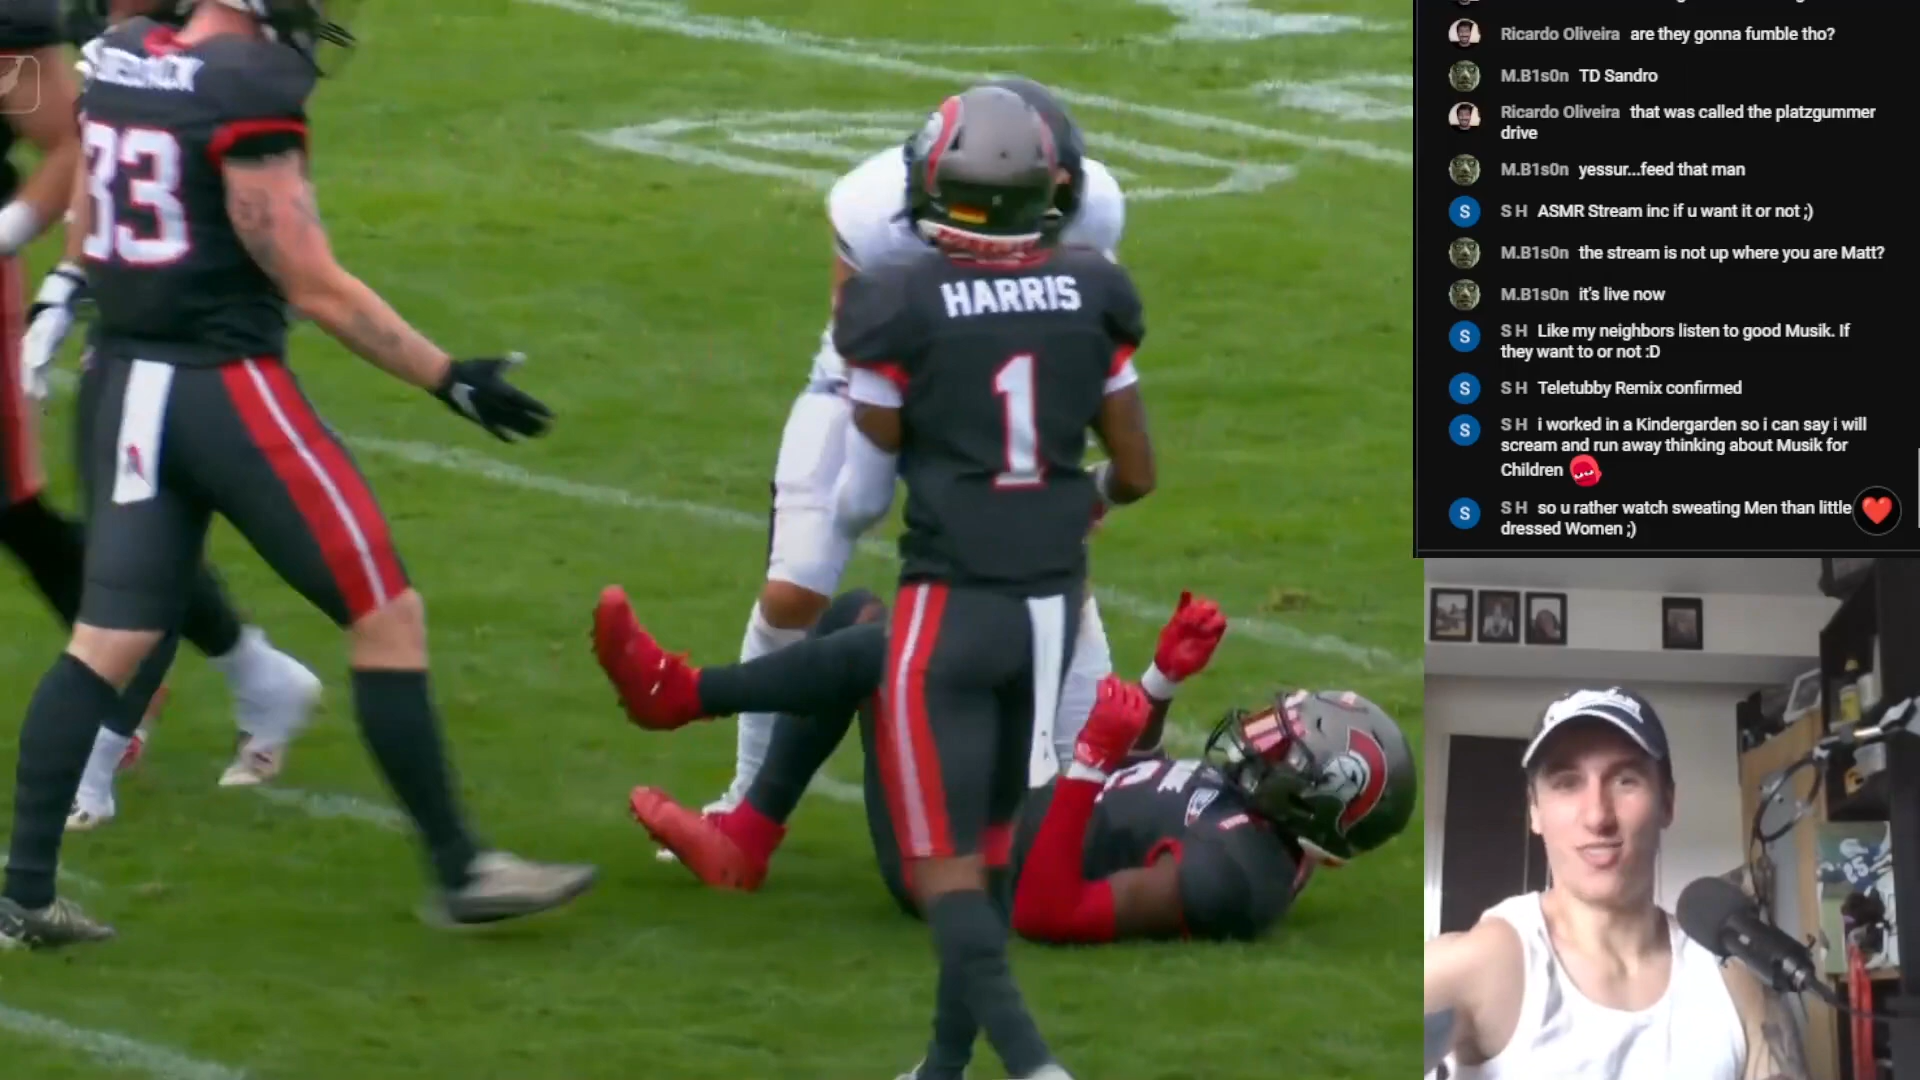 33
HARRIS
1
Ricardo Oliveira are they gonna fumble tho?
M.B1s0n TD Sandro
Ricardo Oliveira that was called the platzgummer
drive
M.B1s0n yessur...feed that man
S
S H ASMR Stream inc if u want it or not ;)
M.B1s0n the stream is not up where you are Matt?
M.B1s0n it's live now
S
S H Like my neighbors listen to good Musik. If
they want to or not :D
S
S H Teletubby Remix confirmed
S
S H i worked in a Kindergarden so i can say i will
scream and run away thinking about Musik for
Children
S
S H so u rather watch sweating Men than little
dressed Women ;)